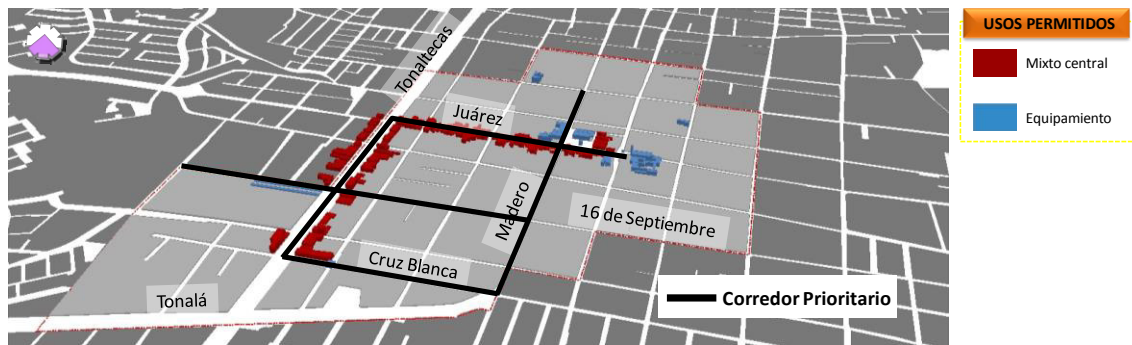 Tonaltecas
Juárez
Madero
16 de Septiembre
Cruz Blanca
Tonalá
Corredor Prioritario
USOS PERMITIDOS
Mixto central
Equipamiento